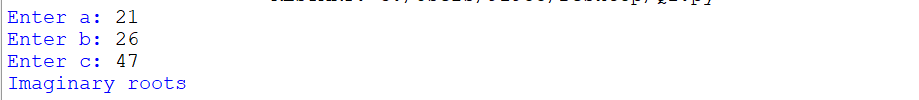 Enter a: 21
Enter b: 26
Enter c: 47
Imaginary roots